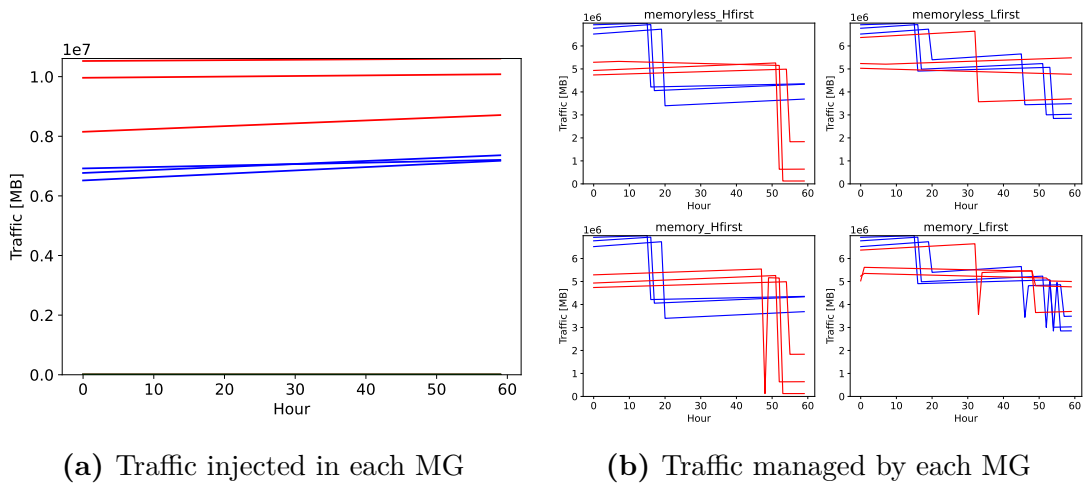 1e7
1.0
0.8
0.6
0.4
0.2
0.0
Traffic [MB]
0 10 20 30 40 50 60
Hour
(a) Traffic injected in each MG
memoryless_Hfirst
1e6
6
5
4
3
2
1
0
Traffic [MB]
0 10 20 30 40 50 60
Hour
memoryless_Lfirst
1e6
6
5
4
3
2
1
0
Traffic [MB]
0 10 20 30 40 50 60
Hour
memory_Hfirst
1e6
6
5
4
3
2
1
0
Traffic [MB]
0 10 20 30 40 50 60
Hour
memory_Lfirst
1e6
6
5
4
3
2
1
0
Traffic [MB]
0 10 20 30 40 50 60
Hour
(b) Traffic managed by each MG